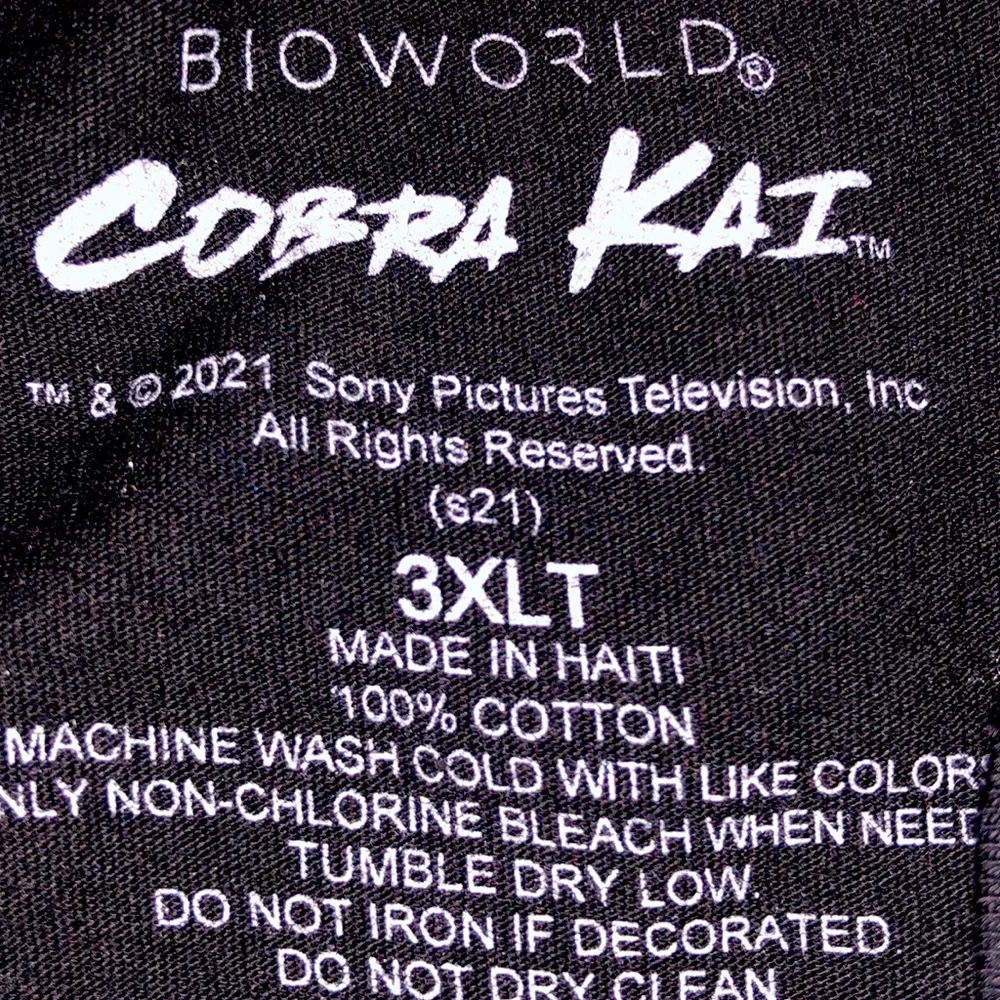 BIOWORLD®
COBRA KAI™
™ & © 2021 Sony Pictures Television, Inc
All Rights Reserved.
(s21)
3XLT
MADE IN HAITI
100% COTTON
MACHINE WASH COLD WITH LIKE COLORS
NLY NON-CHLORINE BLEACH WHEN NEED
TUMBLE DRY LOW.
DO NOT IRON IF DECORATED.
DO NOT DRY CLEAN